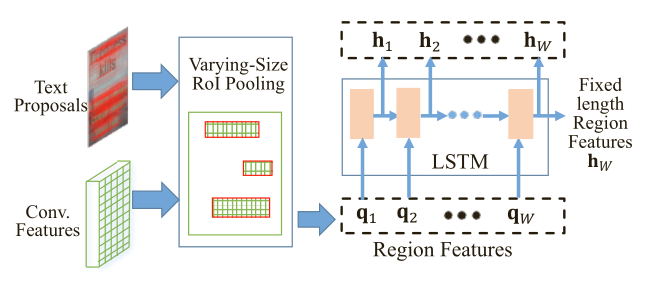 Text
Proposals
kills
Conv.
Features
Varying-Size
RoI Pooling
h1 h2 ••• hW
LSTM
Fixed
length
Region
Features
hW
q1 q2 ••• qW
Region Features